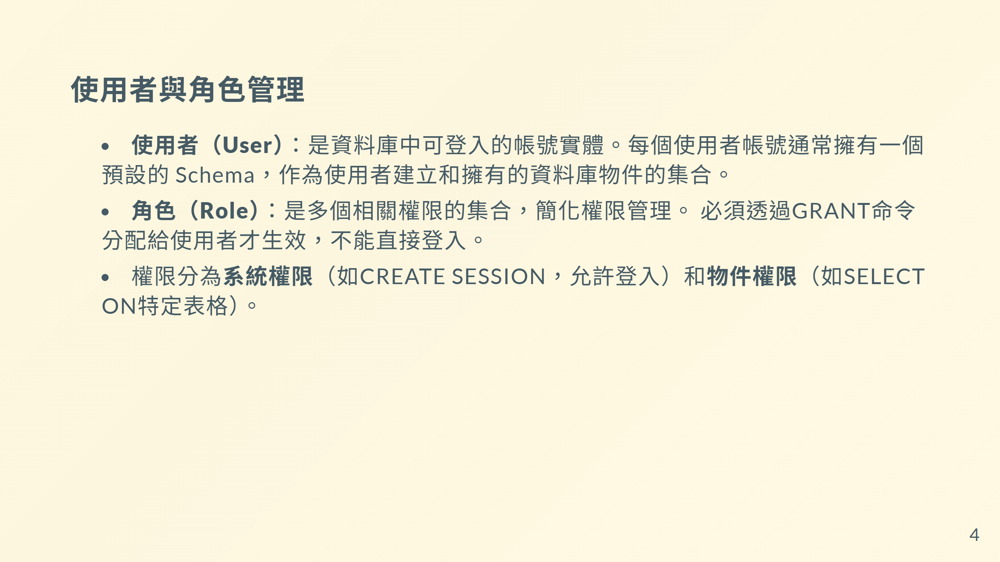 使用者與角色管理
• 使用者（User）：是資料庫中可登入的帳號實體。每個使用者帳號通常擁有一個
預設的 Schema，作為使用者建立和擁有的資料庫物件的集合。
• 角色（Role）：是多個相關權限的集合，簡化權限管理。 必須透過GRANT命令
分配給使用者才生效，不能直接登入。
• 權限分為系統權限（如CREATE SESSION，允許登入）和物件權限（如SELECT
ON特定表格）。
4